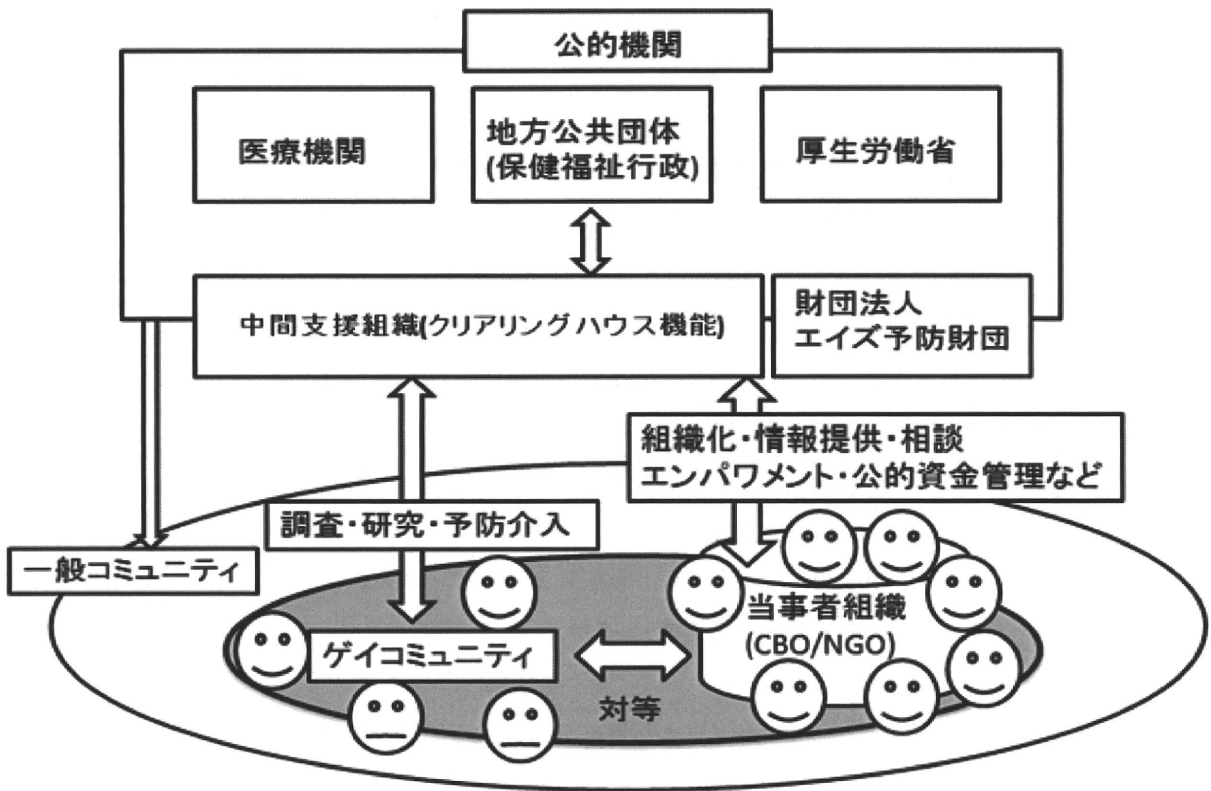 公的機関
医療機関
地方公共団体
(保健福祉行政)
厚生労働省
中間支援組織(クリアリングハウス機能)
財団法人
エイズ予防財団
組織化・情報提供・相談
エンパワメント・公的資金管理など
調査・研究・予防介入
一般コミュニティ
当事者組織
(CBO/NGO)
ゲイコミュニティ
対等